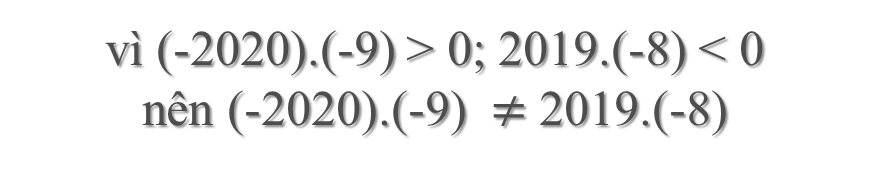 vì (-2020).(-9) > 0; 2019.(-8) < 0
nên (-2020).(-9) ≠ 2019.(-8)